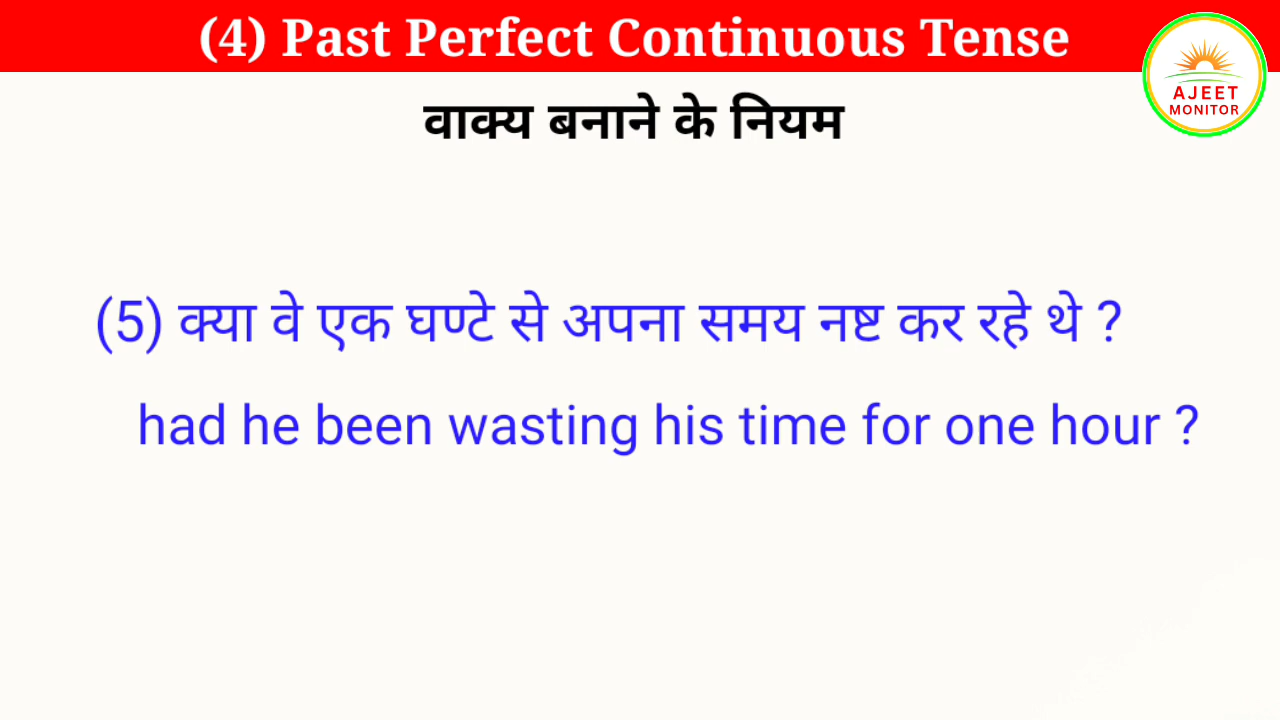 (4) Past Perfect Continuous Tense
AJEET
MONITOR
वाक्य बनाने के नियम
(5) क्या वे एक घण्टे से अपना समय नष्ट कर रहे थे ?
had he been wasting his time for one hour ?